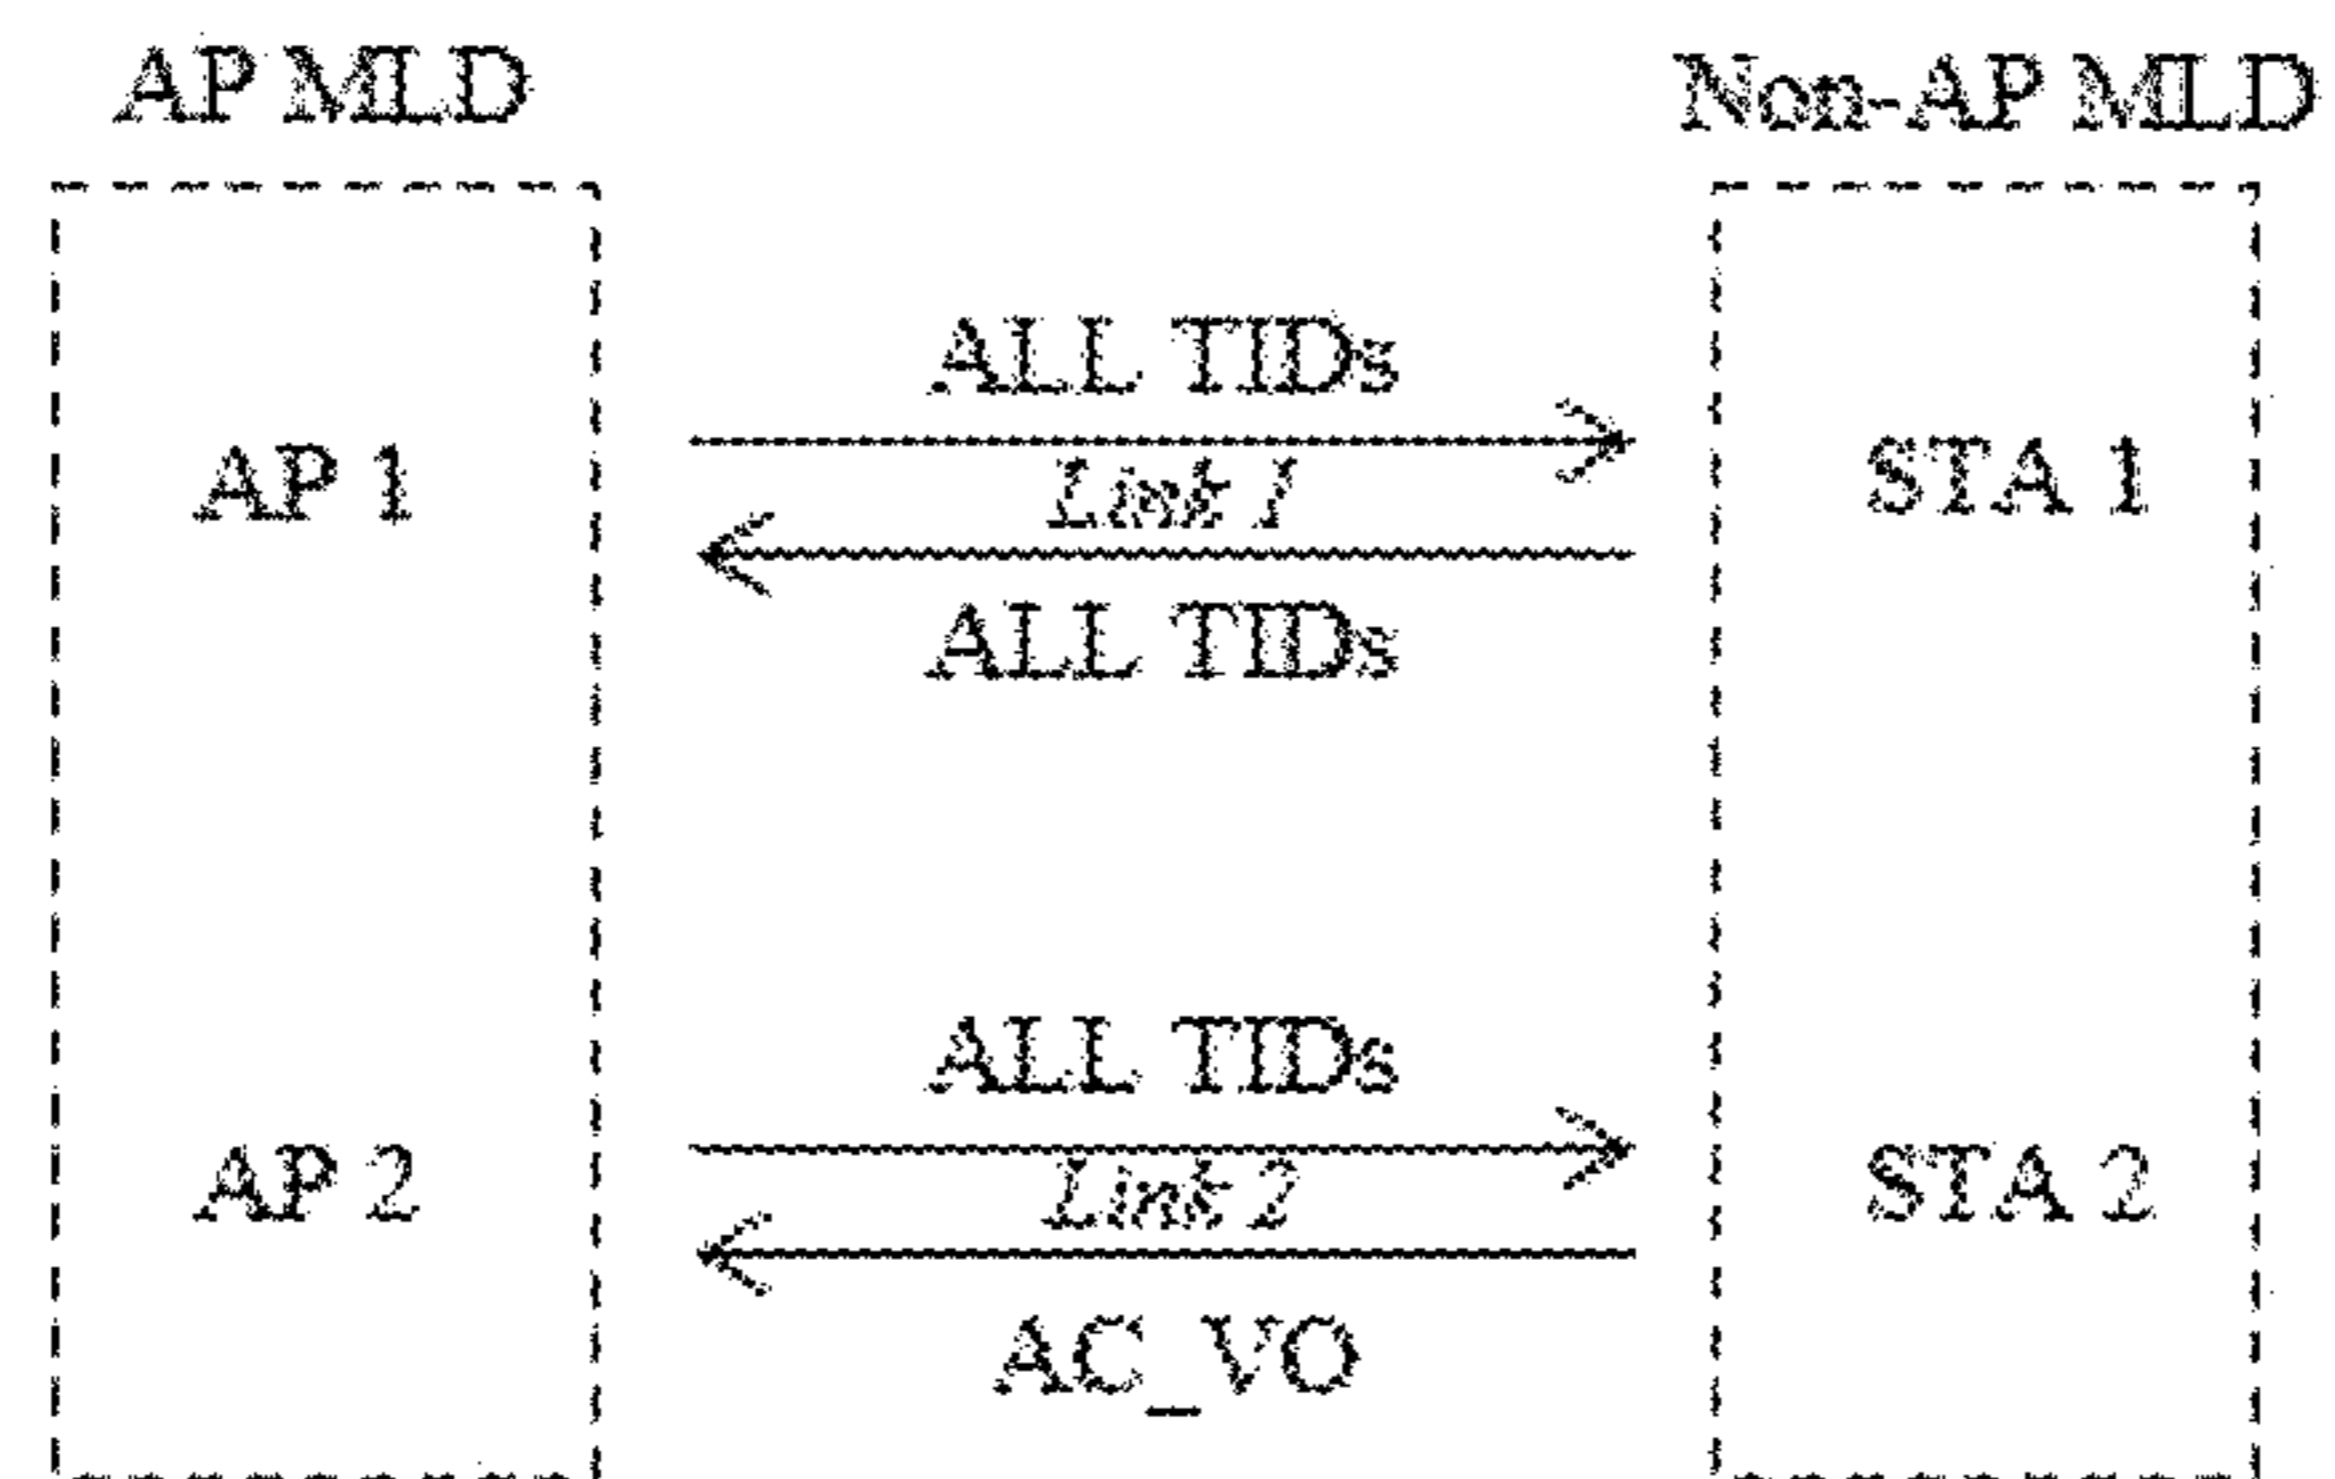 AP MLD
Non-AP MLD
ALL TIDs
AP 1
Link 1
STA 1
ALL TIDs
ALL TIDs
AP 2
Link 2
STA 2
AC_VO